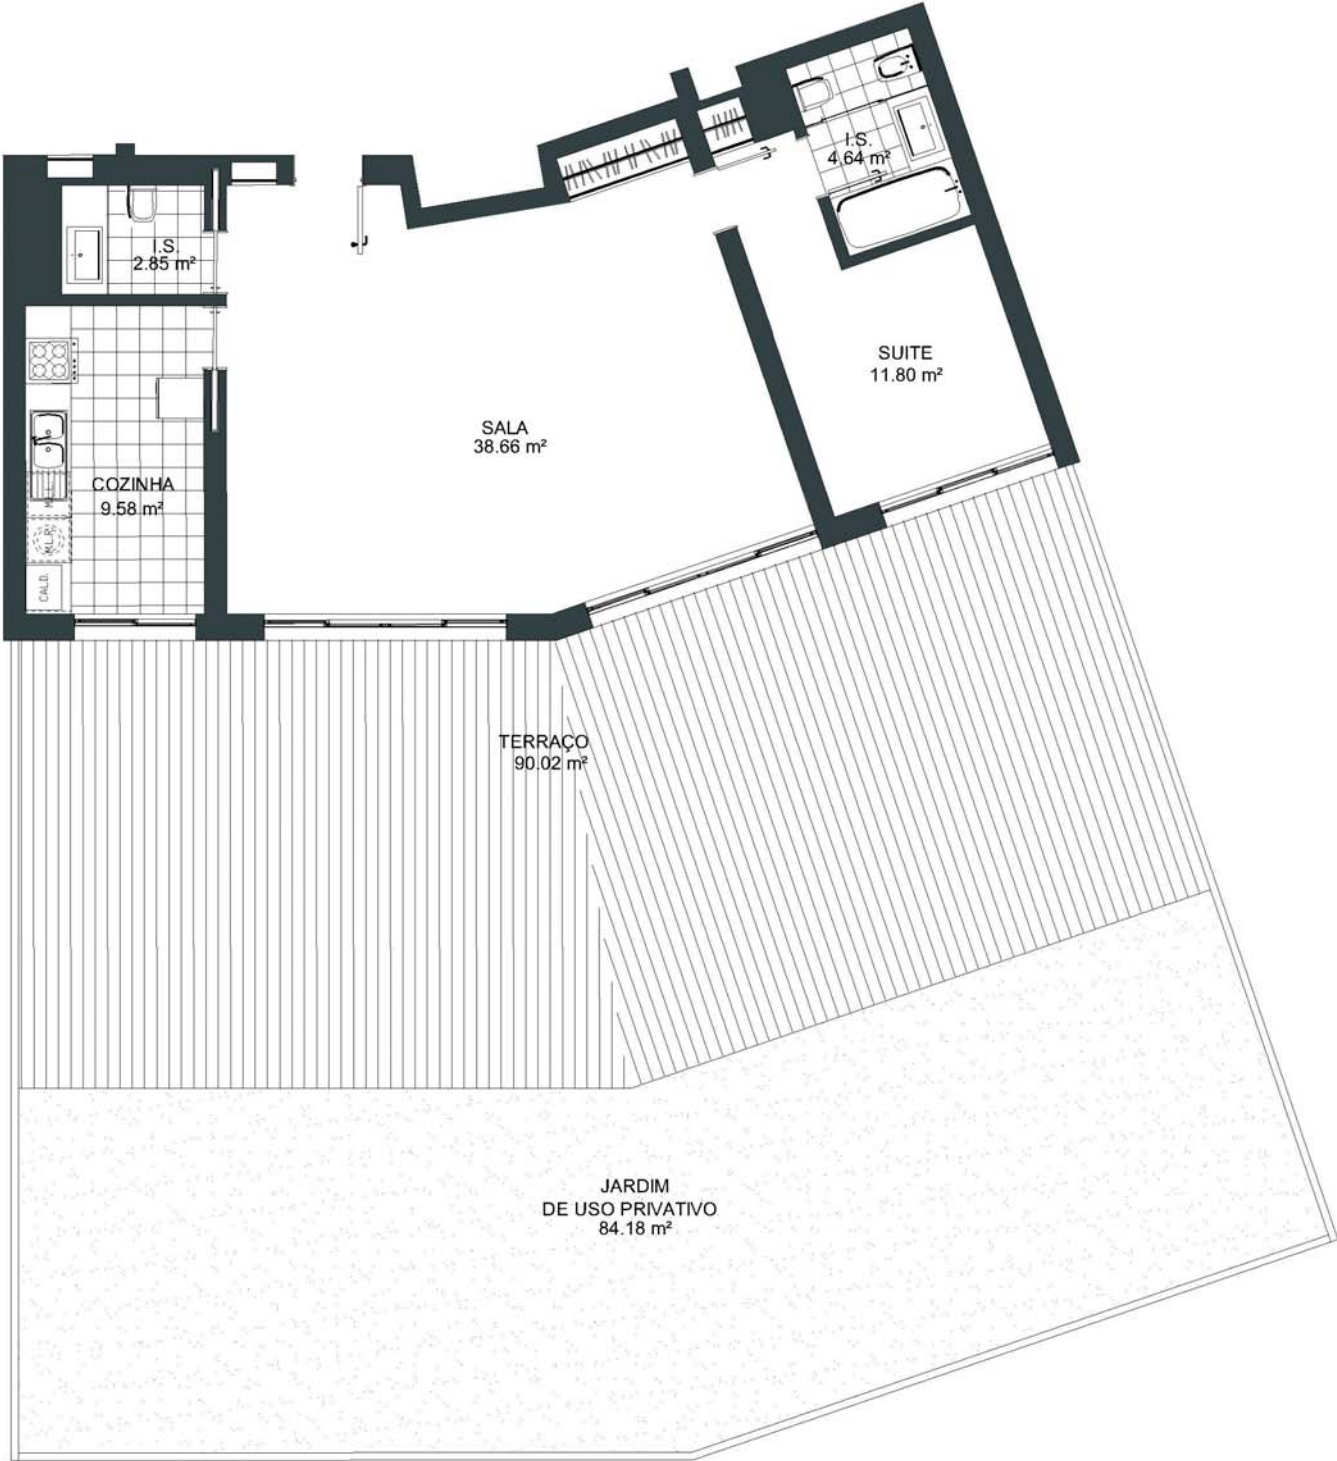 I.S.
4.64 m²
I.S.
2.85 m²
SUITE
11.80 m²
SALA
38.66 m²
COZINHA
9.58 m²
M.L.R.
CALD.
TERRAÇO
90.02 m²
JARDIM
DE USO PRIVATIVO
84.18 m²